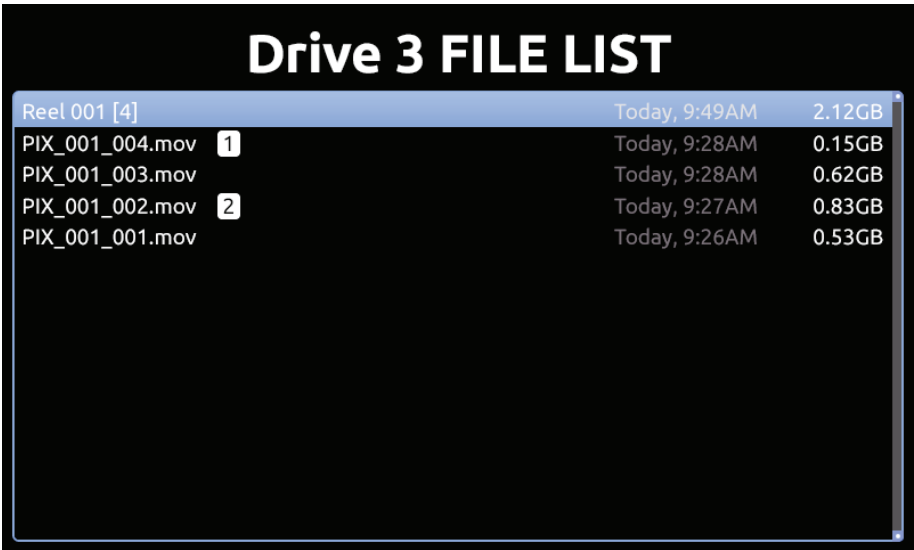 Drive 3 FILE LIST
Reel 001 [4] Today, 9:49AM 2.12GB
PIX_001_004.mov 1 Today, 9:28AM 0.15GB
PIX_001_003.mov Today, 9:28AM 0.62GB
PIX_001_002.mov 2 Today, 9:27AM 0.83GB
PIX_001_001.mov Today, 9:26AM 0.53GB